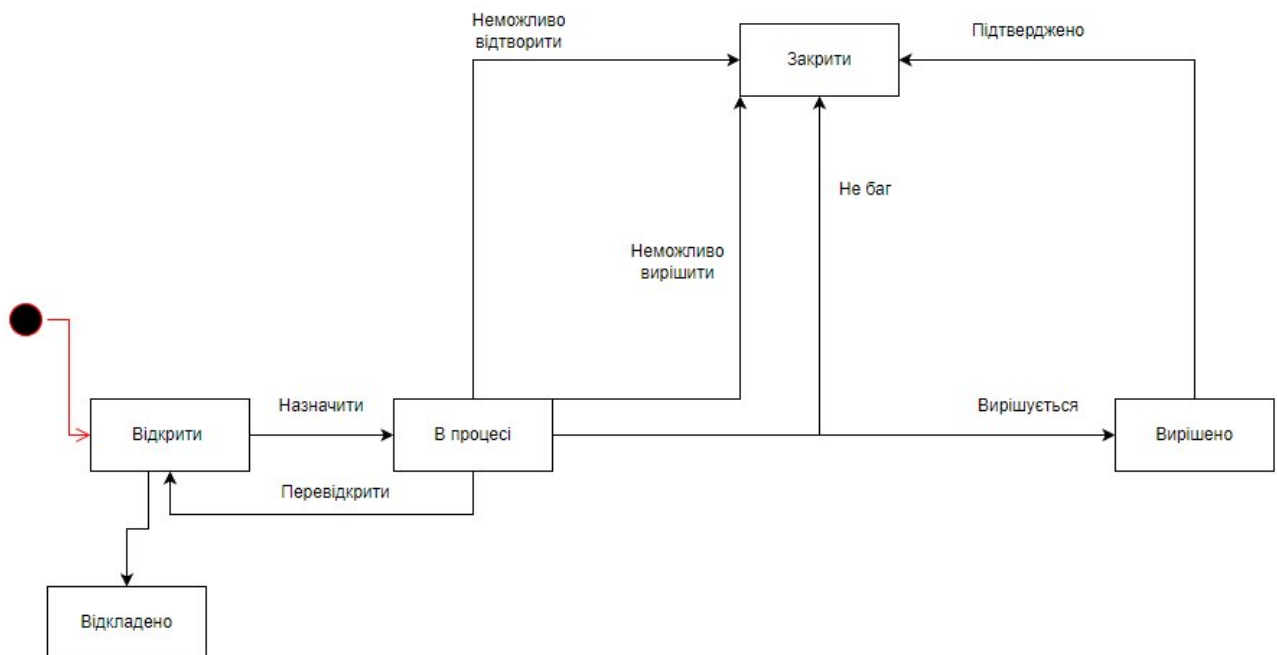 Неможливо
відтворити
Закрити
Підтверджено
Не баг
Неможливо
вирішити
Назначити
Вирішується
Відкрити
В процесі
Вирішено
Перевідкрити
Відкладено